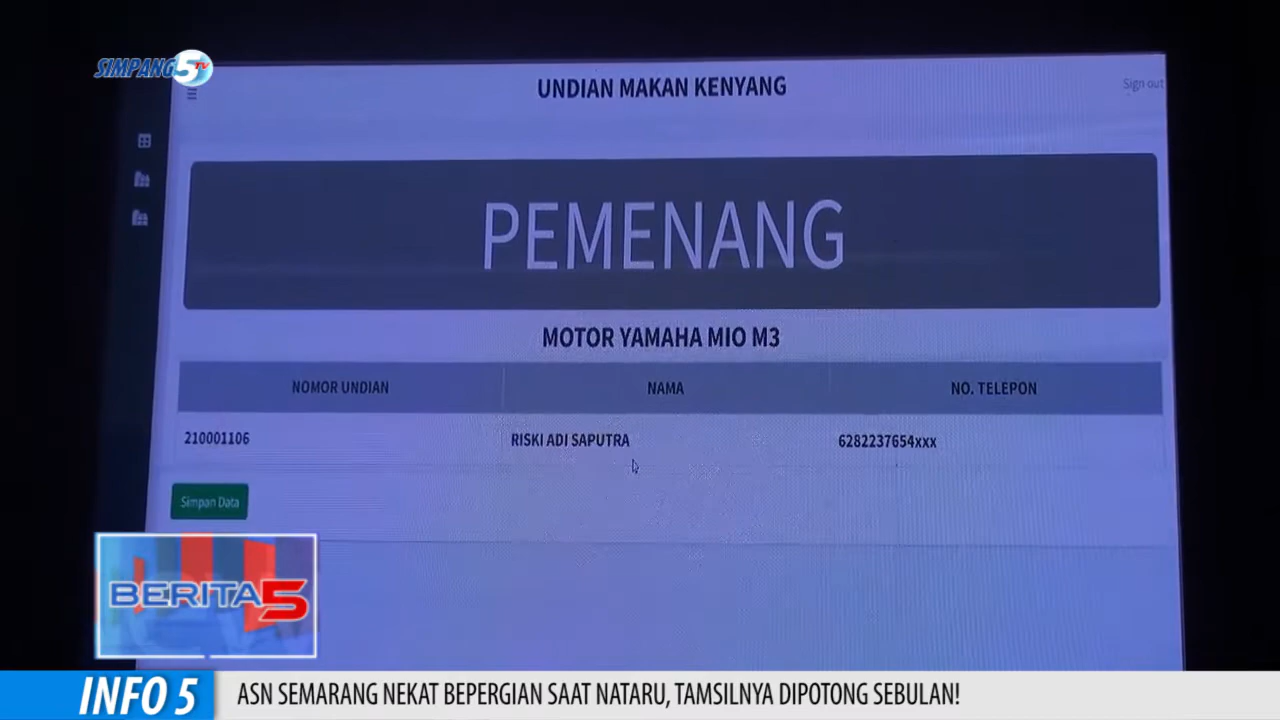 SIMPANG5 TV
UNDIAN MAKAN KENYANG
Sign out
PEMENANG
MOTOR YAMAHA MIO M3
NOMOR UNDIAN NAMA NO. TELEPON
210001106 RISKI ADI SAPUTRA 6282237654xxx
Simpan Data
BERITA5
INFO 5 ASN SEMARANG NEKAT BEPERGIAN SAAT NATARU, TAMSILNYA DIPOTONG SEBULAN!